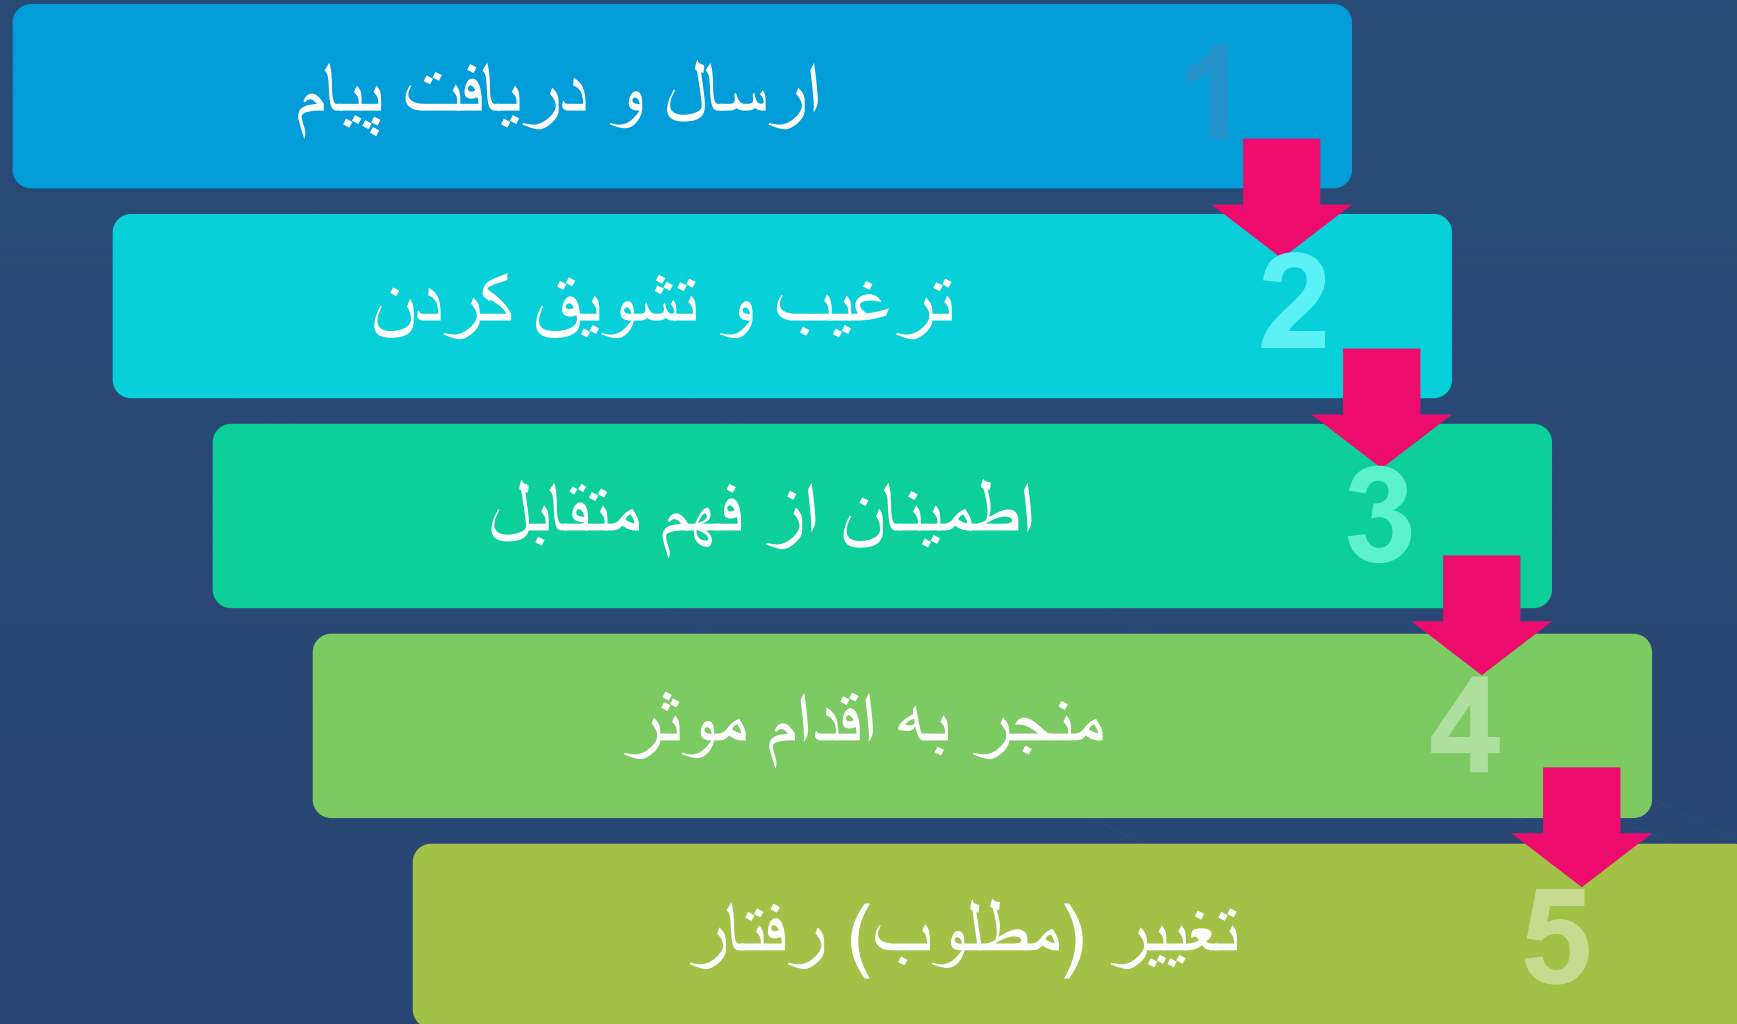 1 ارسال و دریافت پیام
2 ترغیب و تشویق کردن
3 اطمینان از فهم متقابل
4 منجر به اقدام موثر
5 تغییر (مطلوب) رفتار